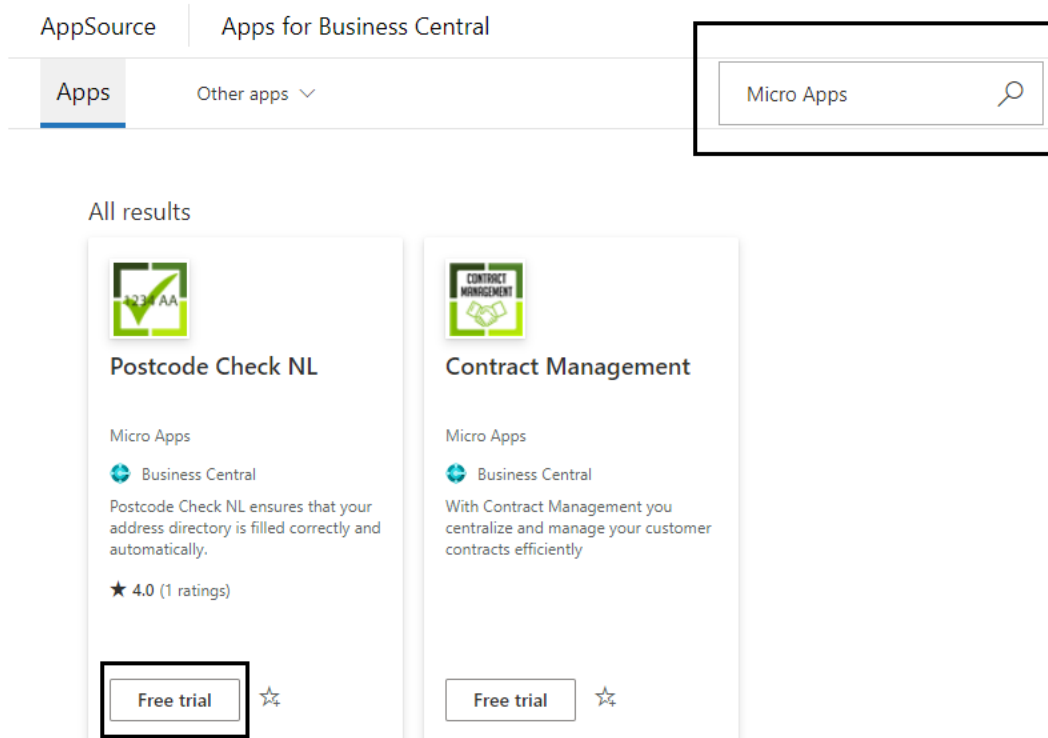 AppSource Apps for Business Central
Apps Other apps Micro Apps
All results
1234 AA
Postcode Check NL
Micro Apps
Business Central
Postcode Check NL ensures that your
address directory is filled correctly and
automatically.
★ 4.0 (1 ratings)
Free trial
CONTRACT
MANAGEMENT
Contract Management
Micro Apps
Business Central
With Contract Management you
centralize and manage your customer
contracts efficiently
Free trial